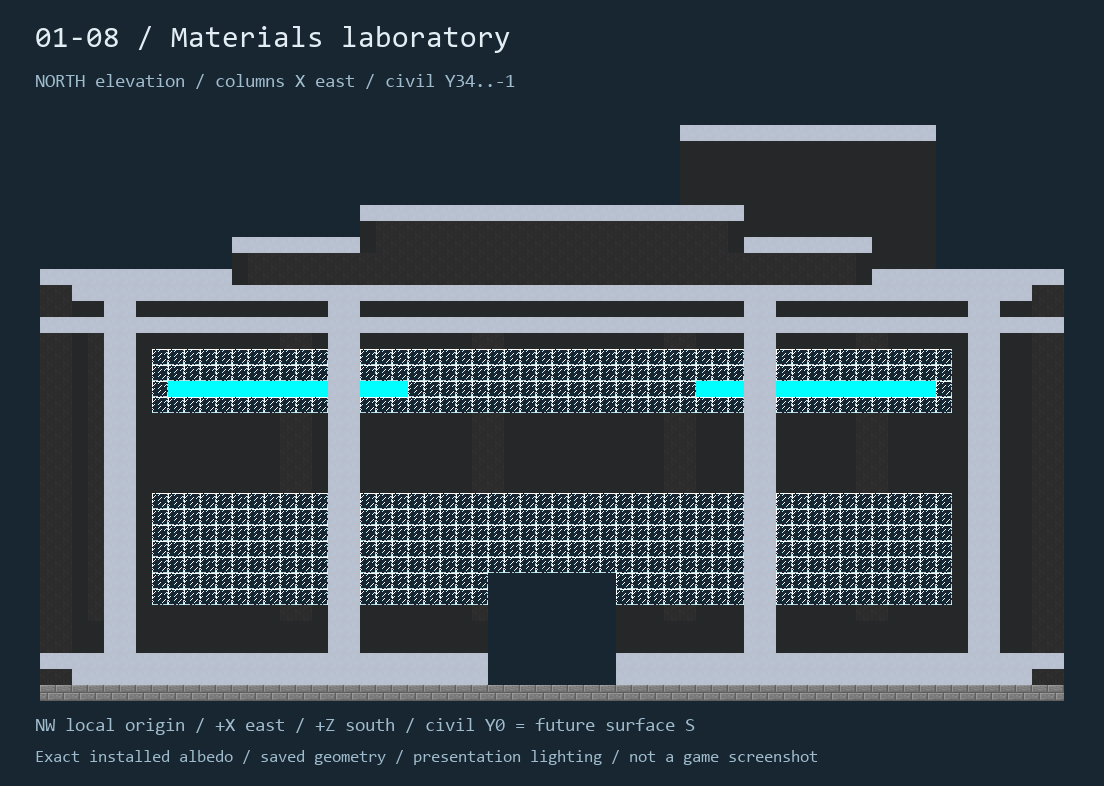 01-08 / Materials laboratory
NORTH elevation / columns X east / civil Y34..-1
NW local origin / +X east / +Z south / civil Y0 = future surface S
Exact installed albedo / saved geometry / presentation lighting / not a game screenshot